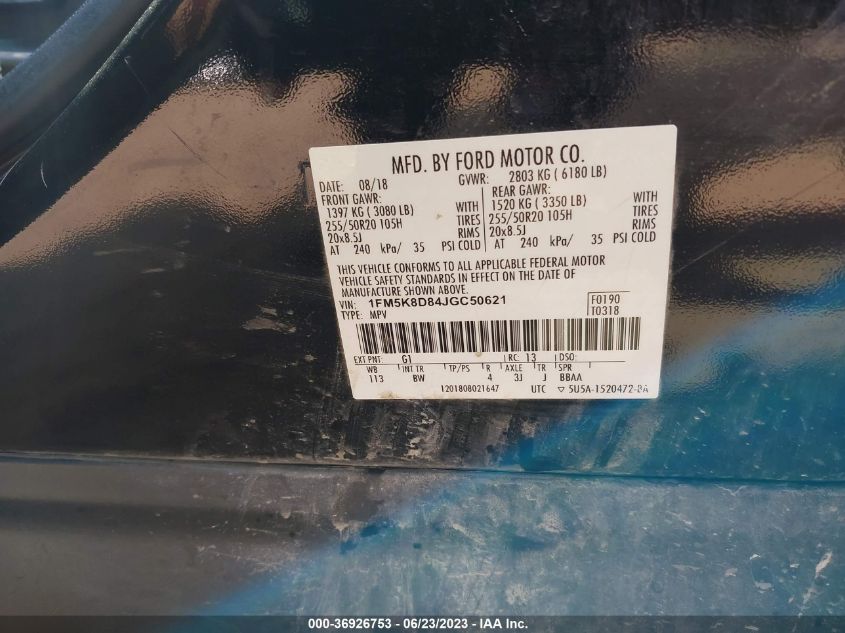 MFD. BY FORD MOTOR CO.
DATE: 08/18 GVWR: 2803 KG ( 6180 LB)
FRONT GAWR: REAR GAWR:
1397 KG ( 3080 LB) WITH 1520 KG ( 3350 LB) WITH
255/50R20 105H TIRES 255/50R20 105H TIRES
20x8.5J RIMS 20x8.5J RIMS
AT 240 kPa/ 35 PSI COLD AT 240 kPa/ 35 PSI COLD
THIS VEHICLE CONFORMS TO ALL APPLICABLE FEDERAL MOTOR
VEHICLE SAFETY STANDARDS IN EFFECT ON THE DATE OF
MANUFACTURE SHOWN ABOVE.
VIN: 1FM5K8D84JGC50621 F0190
TYPE: MPV T0318
EXT PNT: G1 RC: 13 DSO:
WB INT TR TP/PS R AXLE TR SPR
113 BW 4 3J J BBAA
1201808021647 UTC ▽ 5U5A-1520472-BA
000-36926753 - 06/23/2023 - IAA Inc.